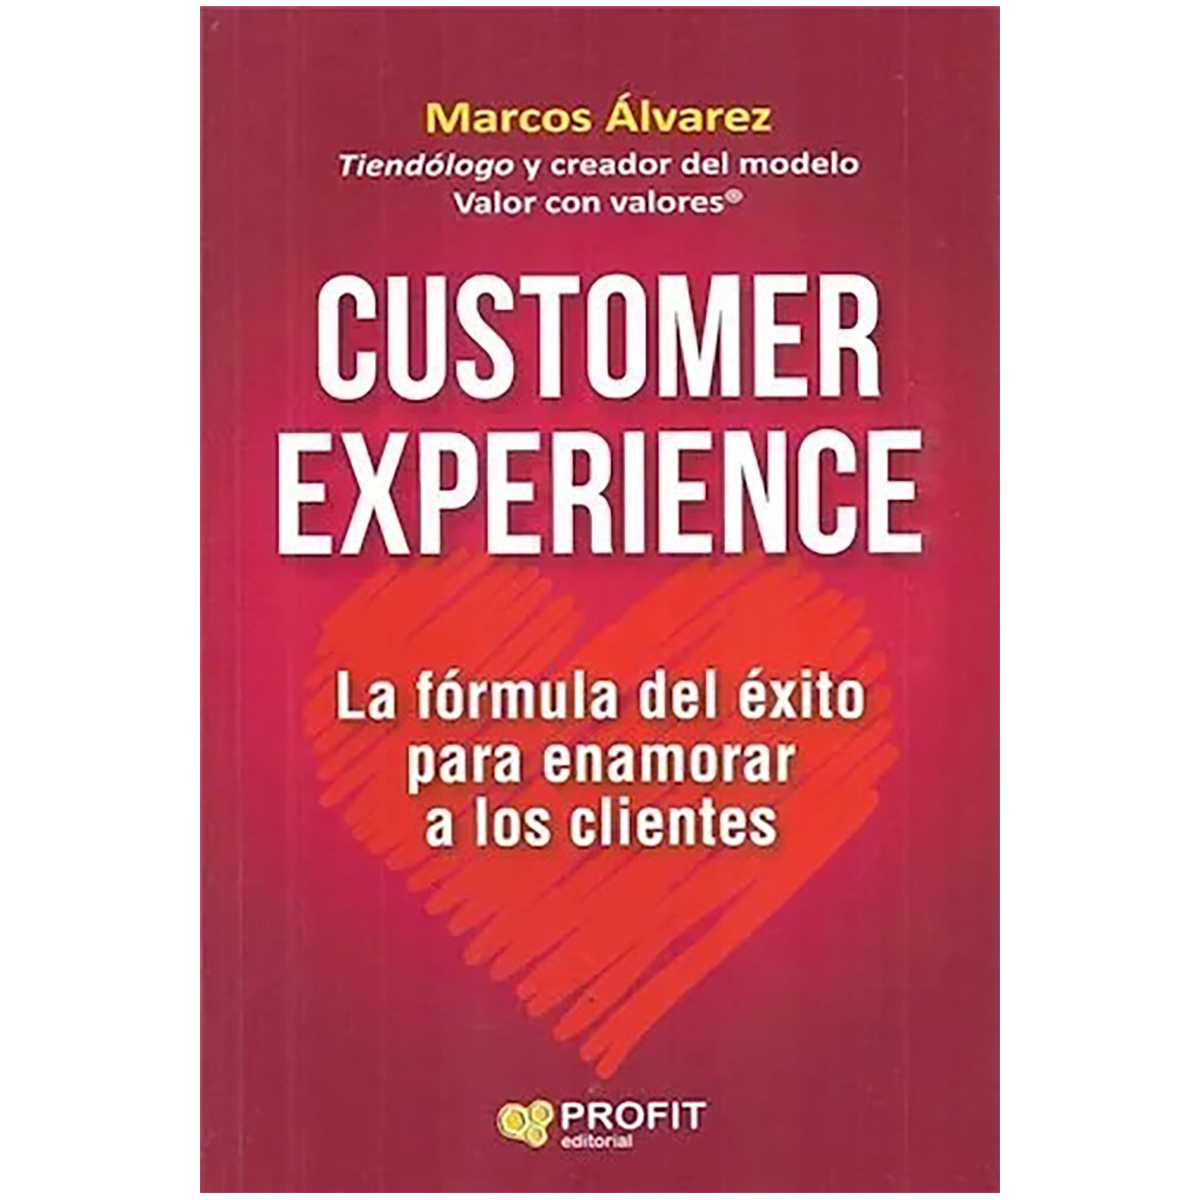 Marcos Álvarez
Tiendólogo y creador del modelo
Valor con valores®
CUSTOMER
EXPERIENCE
La fórmula del éxito
para enamorar
a los clientes
PROFIT
editorial